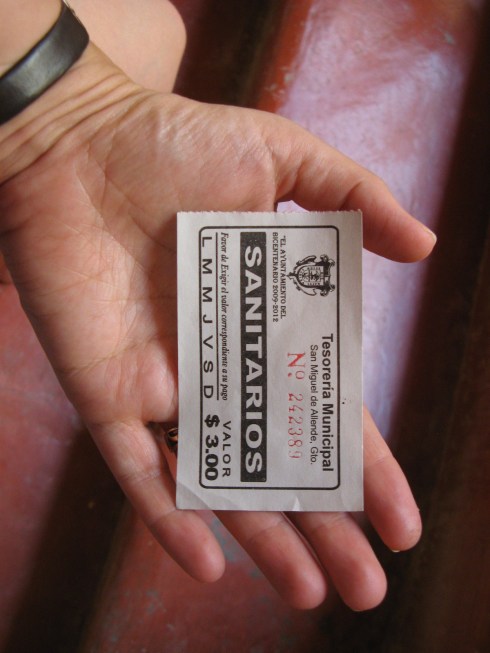 Tesorería Municipal
San Miguel de Allende, Gto.
Nº 242389
"EL AYUNTAMIENTO DEL
BICENTENARIO 2009-2012
SANITARIOS
Favor de Exigir el valor correspondiente a su pago
VALOR
L M M J V S D $ 3.00